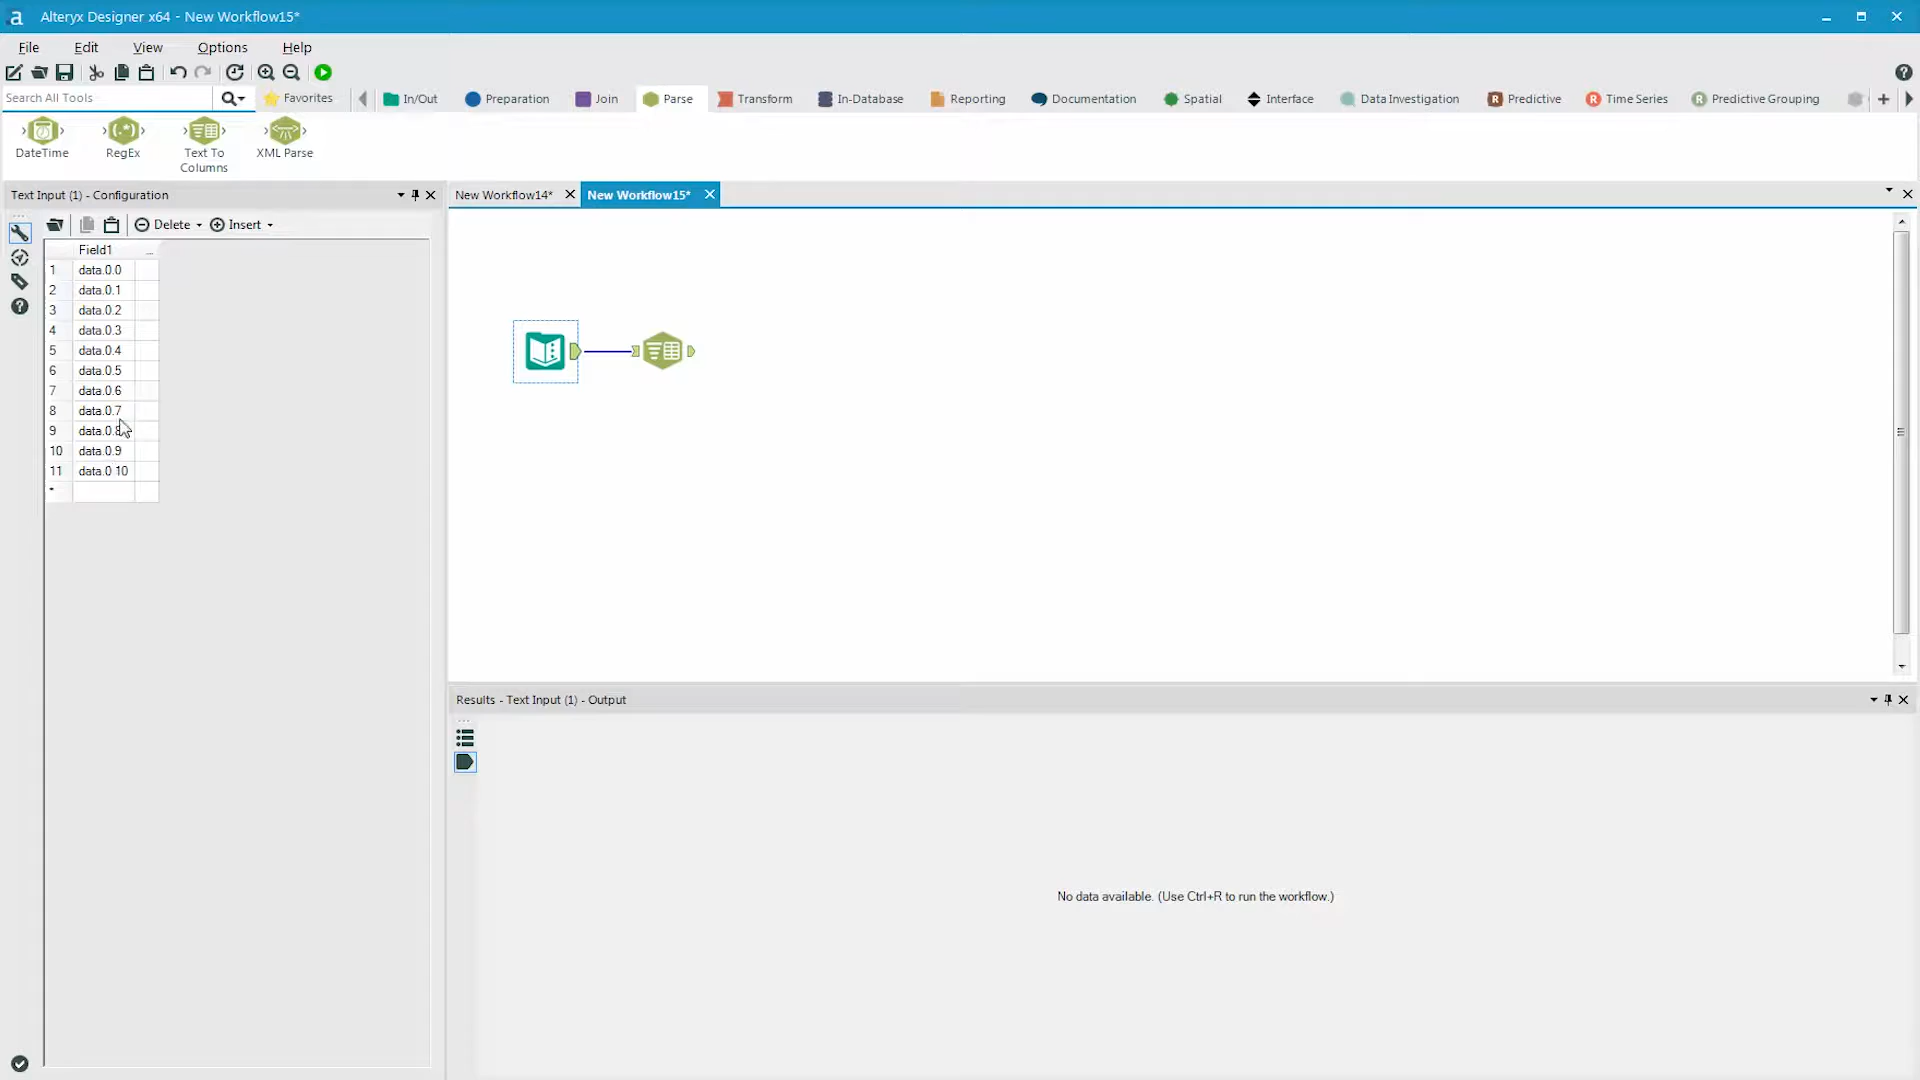 a Alteryx Designer x64 - New Workflow15*
File Edit View Options Help
Search All Tools Favorites In/Out Preparation Join Parse Transform In-Database Reporting Documentation Spatial Interface Data Investigation Predictive Time Series Predictive Grouping
DateTime RegEx Text To Columns XML Parse
Text Input (1) - Configuration
New Workflow14* New Workflow15*
Delete Insert
Field1 ...
1 data.0.0
2 data.0.1
3 data.0.2
4 data.0.3
5 data.0.4
6 data.0.5
7 data.0.6
8 data.0.7
9 data.0.8
10 data.0.9
11 data.0 10
*
Results - Text Input (1) - Output
No data available. (Use Ctrl+R to run the workflow.)